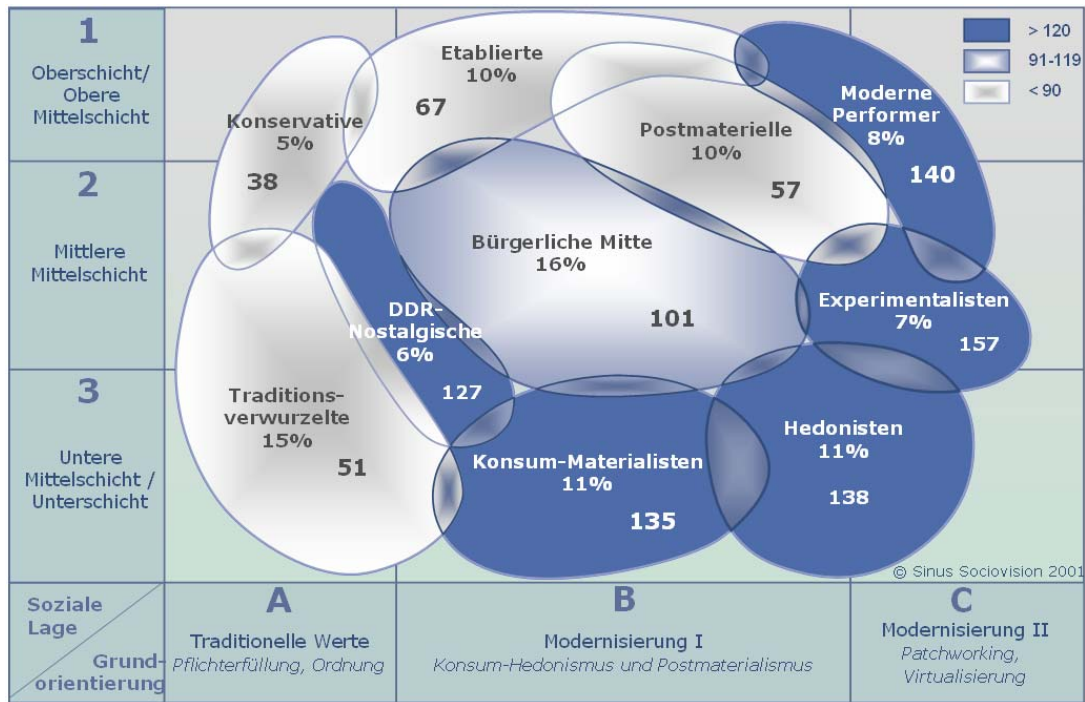 1
Oberschicht/
Obere
Mittelschicht
2
Mittlere
Mittelschicht
3
Untere
Mittelschicht /
Unterschicht
> 120
91-119
< 90
Etablierte
10%
67
Konservative
5%
38
Moderne
Performer
8%
140
Postmaterielle
10%
57
Bürgerliche Mitte
16%
101
Experimentalisten
7%
157
DDR-
Nostalgische
6%
127
Traditions-
verwurzelte
15%
51
Konsum-Materialisten
11%
135
Hedonisten
11%
138
© Sinus Sociovision 2001
Soziale
Lage
Grund-
orientierung
A
Traditionelle Werte
Pflichterfüllung, Ordnung
B
Modernisierung I
Konsum-Hedonismus und Postmaterialismus
C
Modernisierung II
Patchworking,
Virtualisierung